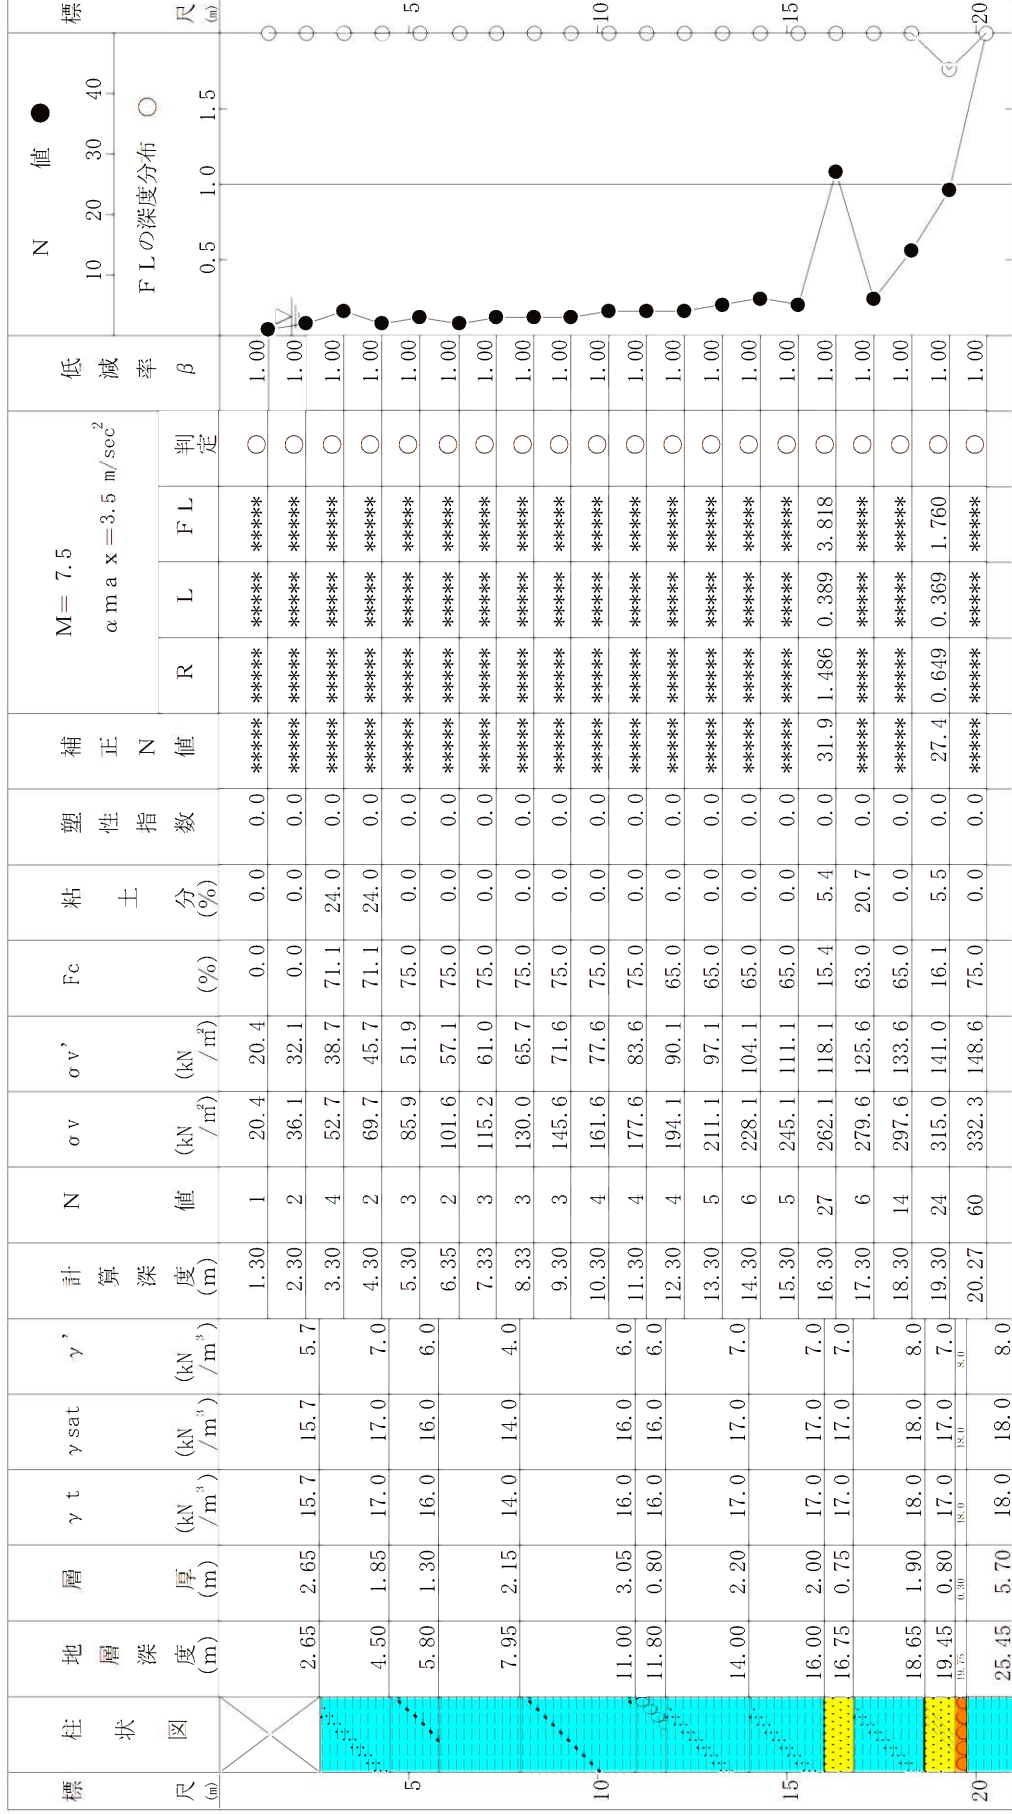 標尺(m)
柱状図
地層深度(m)
層厚(m)
γt (kN/m³)
γsat (kN/m³)
γ' (kN/m³)
計算深度(m)
N値
σv (kN/㎡)
σv' (kN/㎡)
Fc (%)
粘土分(%)
塑性指数
補正N値
M= 7.5
αmax=3.5 m/sec²
R L FL 判定
低減率β
N 値 ●
10 20 30 40
FLの深度分布 ○
0.5 1.0 1.5
標尺(m)
2.65 2.65 15.7 15.7 5.7
4.50 1.85 17.0 17.0 7.0
5.80 1.30 16.0 16.0 6.0
7.95 2.15 14.0 14.0 4.0
11.00 3.05 16.0 16.0 6.0
11.80 0.80 16.0 16.0 6.0
14.00 2.20 17.0 17.0 7.0
16.00 2.00 17.0 17.0 7.0
16.75 0.75 17.0 17.0 7.0
18.65 1.90 18.0 18.0 8.0
19.45 0.80 17.0 17.0 7.0
19.75 0.30 18.0 18.0 8.0
25.45 5.70 18.0 18.0 8.0
1.30 1 20.4 20.4 0.0 0.0 0.0 ***** ***** ***** ***** ○ 1.00
2.30 2 36.1 32.1 0.0 0.0 0.0 ***** ***** ***** ***** ○ 1.00
3.30 4 52.7 38.7 71.1 24.0 0.0 ***** ***** ***** ***** ○ 1.00
4.30 2 69.7 45.7 71.1 24.0 0.0 ***** ***** ***** ***** ○ 1.00
5.30 3 85.9 51.9 75.0 0.0 0.0 ***** ***** ***** ***** ○ 1.00
6.35 2 101.6 57.1 75.0 0.0 0.0 ***** ***** ***** ***** ○ 1.00
7.33 3 115.2 61.0 75.0 0.0 0.0 ***** ***** ***** ***** ○ 1.00
8.33 3 130.0 65.7 75.0 0.0 0.0 ***** ***** ***** ***** ○ 1.00
9.30 3 145.6 71.6 75.0 0.0 0.0 ***** ***** ***** ***** ○ 1.00
10.30 4 161.6 77.6 75.0 0.0 0.0 ***** ***** ***** ***** ○ 1.00
11.30 4 177.6 83.6 75.0 0.0 0.0 ***** ***** ***** ***** ○ 1.00
12.30 4 194.1 90.1 65.0 0.0 0.0 ***** ***** ***** ***** ○ 1.00
13.30 5 211.1 97.1 65.0 0.0 0.0 ***** ***** ***** ***** ○ 1.00
14.30 6 228.1 104.1 65.0 0.0 0.0 ***** ***** ***** ***** ○ 1.00
15.30 5 245.1 111.1 65.0 0.0 0.0 ***** ***** ***** ***** ○ 1.00
16.30 27 262.1 118.1 15.4 5.4 0.0 31.9 1.486 0.389 3.818 ○ 1.00
17.30 6 279.6 125.6 63.0 20.7 0.0 ***** ***** ***** ***** ○ 1.00
18.30 14 297.6 133.6 65.0 0.0 0.0 ***** ***** ***** ***** ○ 1.00
19.30 24 315.0 141.0 16.1 5.5 0.0 27.4 0.649 0.369 1.760 ○ 1.00
20.27 60 332.3 148.6 75.0 0.0 0.0 ***** ***** ***** ***** ○ 1.00
5 5
10 10
15 15
20 20